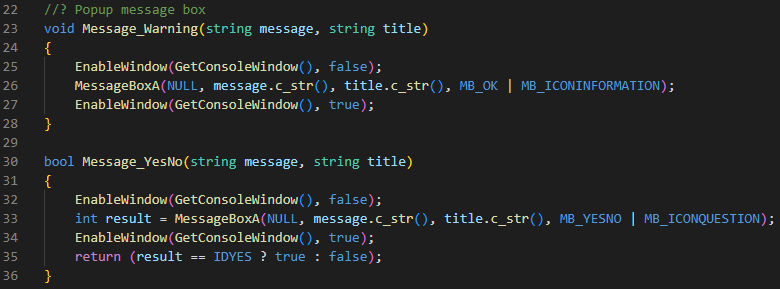 22 //? Popup message box
23 void Message_Warning(string message, string title)
24 {
25     EnableWindow(GetConsoleWindow(), false);
26     MessageBoxA(NULL, message.c_str(), title.c_str(), MB_OK | MB_ICONINFORMATION);
27     EnableWindow(GetConsoleWindow(), true);
28 }
29
30 bool Message_YesNo(string message, string title)
31 {
32     EnableWindow(GetConsoleWindow(), false);
33     int result = MessageBoxA(NULL, message.c_str(), title.c_str(), MB_YESNO | MB_ICONQUESTION);
34     EnableWindow(GetConsoleWindow(), true);
35     return (result == IDYES ? true : false);
36 }